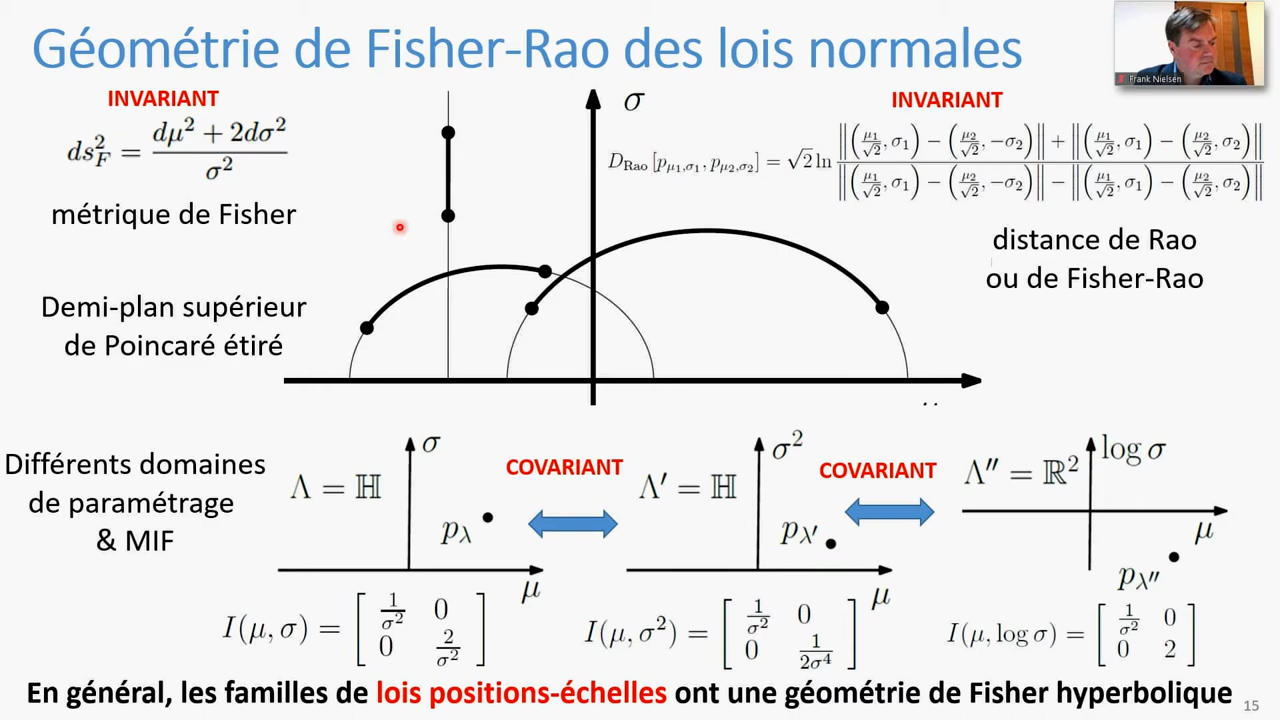 Géométrie de Fisher-Rao des lois normales
Frank Nielsen
INVARIANT
ds²_F = (dμ² + 2dσ²) / σ²
métrique de Fisher
σ
INVARIANT
D_Rao [p_{μ₁,σ₁}, p_{μ₂,σ₂}] = √2 ln (‖(μ₁/√2, σ₁) − (μ₂/√2, −σ₂)‖ + ‖(μ₁/√2, σ₁) − (μ₂/√2, σ₂)‖) / (‖(μ₁/√2, σ₁) − (μ₂/√2, −σ₂)‖ − ‖(μ₁/√2, σ₁) − (μ₂/√2, σ₂)‖)
distance de Rao
ou de Fisher-Rao
Demi-plan supérieur
de Poincaré étiré
Différents domaines
de paramétrage
& MIF
Λ = ℍ
σ
p_λ
μ
I(μ, σ) = [ 1/σ² 0
0 2/σ² ]
COVARIANT
Λ′ = ℍ
σ²
p_λ′
μ
I(μ, σ²) = [ 1/σ² 0
0 1/2σ⁴ ]
COVARIANT
Λ″ = ℝ²
log σ
μ
p_λ″
I(μ, log σ) = [ 1/σ² 0
0 2 ]
En général, les familles de lois positions-échelles ont une géométrie de Fisher hyperbolique
15